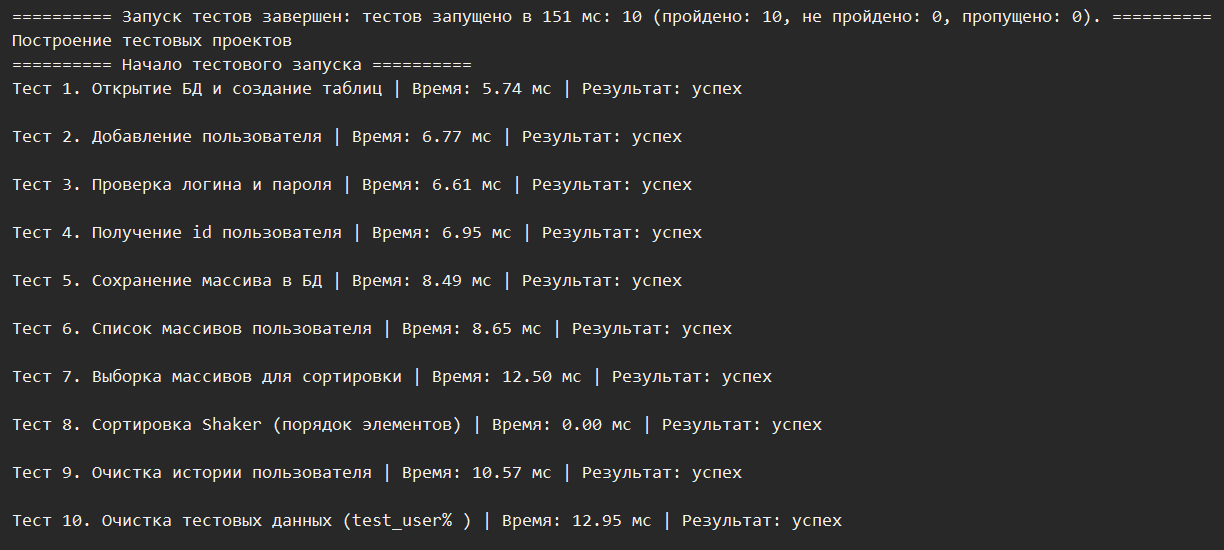 ========== Запуск тестов завершен: тестов запущено в 151 мс: 10 (пройдено: 10, не пройдено: 0, пропущено: 0). ==========
Построение тестовых проектов
========== Начало тестового запуска ==========
Тест 1. Открытие БД и создание таблиц | Время: 5.74 мс | Результат: успех
Тест 2. Добавление пользователя | Время: 6.77 мс | Результат: успех
Тест 3. Проверка логина и пароля | Время: 6.61 мс | Результат: успех
Тест 4. Получение id пользователя | Время: 6.95 мс | Результат: успех
Тест 5. Сохранение массива в БД | Время: 8.49 мс | Результат: успех
Тест 6. Список массивов пользователя | Время: 8.65 мс | Результат: успех
Тест 7. Выборка массивов для сортировки | Время: 12.50 мс | Результат: успех
Тест 8. Сортировка Shaker (порядок элементов) | Время: 0.00 мс | Результат: успех
Тест 9. Очистка истории пользователя | Время: 10.57 мс | Результат: успех
Тест 10. Очистка тестовых данных (test_user% ) | Время: 12.95 мс | Результат: успех